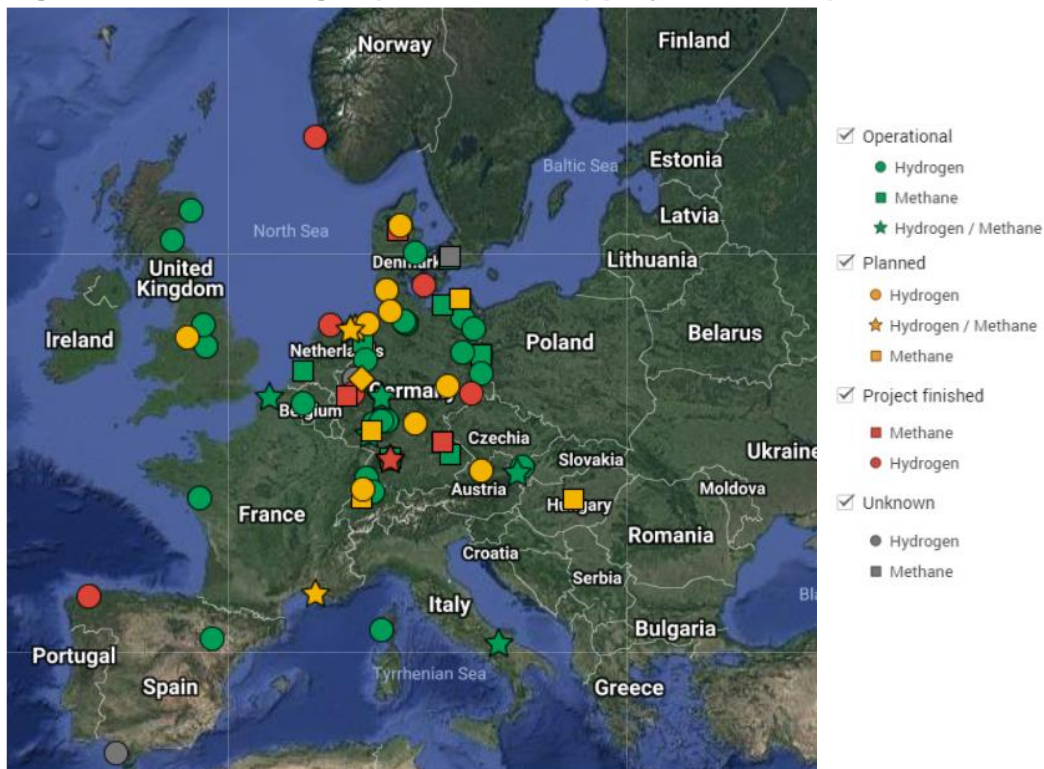 Norway
Finland
Estonia
Baltic Sea
Latvia
North Sea
Denmark
Lithuania
United
Kingdom
Ireland
Netherlands
Poland
Belarus
Germany
Belgium
Czechia
Slovakia
Ukraine
Austria
Hungary
Moldova
France
Romania
Croatia
Serbia
Italy
Bulgaria
Portugal
Spain
Tyrrhenian Sea
Greece
Operational
Hydrogen
Methane
Hydrogen / Methane
Planned
Hydrogen
Hydrogen / Methane
Methane
Project finished
Methane
Hydrogen
Unknown
Hydrogen
Methane